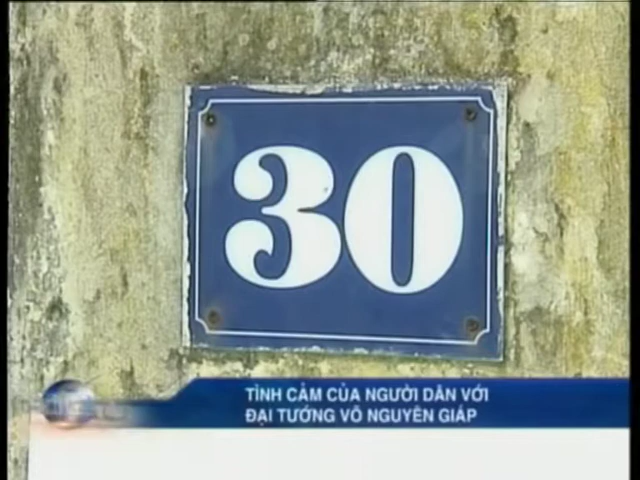 30
TÌNH CẢM CỦA NGƯỜI DÂN VỚI
ĐẠI TƯỚNG VÕ NGUYÊN GIÁP